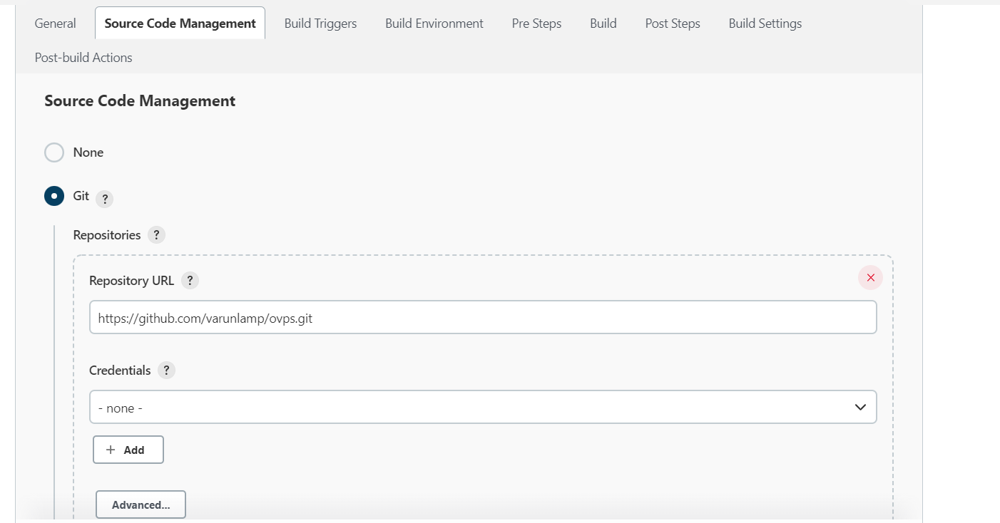 General Source Code Management Build Triggers Build Environment Pre Steps Build Post Steps Build Settings
Post-build Actions
Source Code Management
None
Git ?
Repositories ?
Repository URL ?
https://github.com/varunlamp/ovps.git
Credentials ?
- none -
+ Add
Advanced...